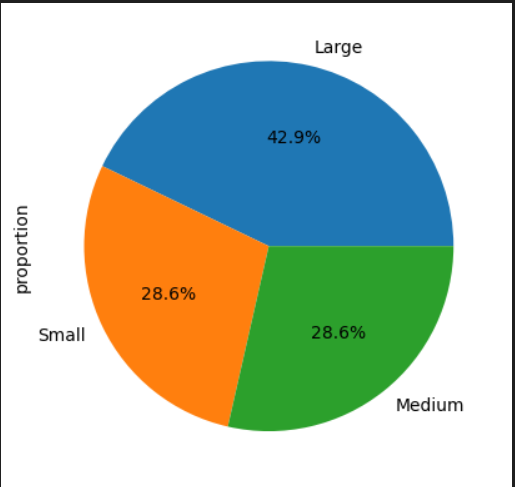 Large
42.9%
proportion
28.6%
28.6%
Small
Medium